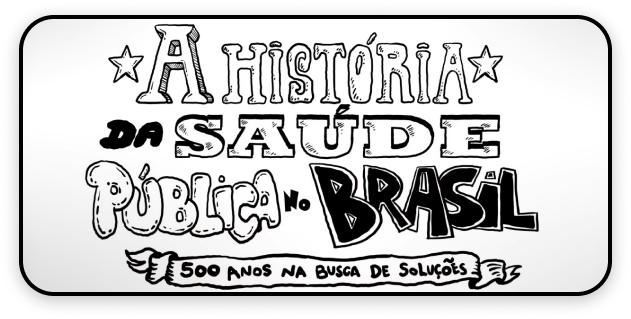 A HISTÓRIA
DA SAÚDE
PÚBLICA NO BRASIL
500 ANOS NA BUSCA DE SOLUÇÕES